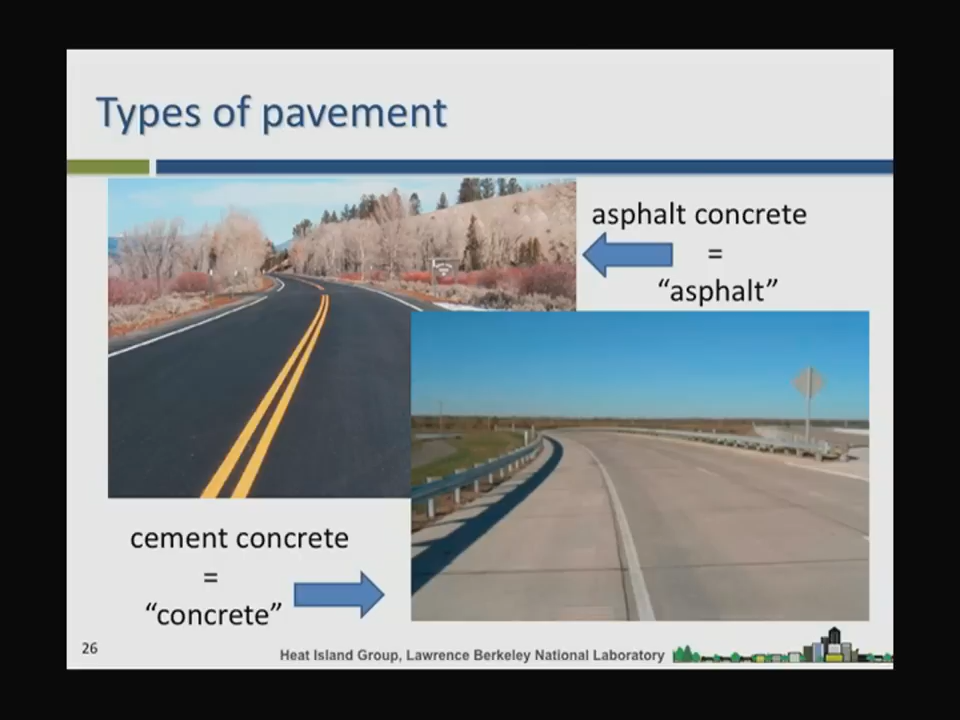 Types of pavement
asphalt concrete
=
“asphalt”
cement concrete
=
“concrete”
26
Heat Island Group, Lawrence Berkeley National Laboratory